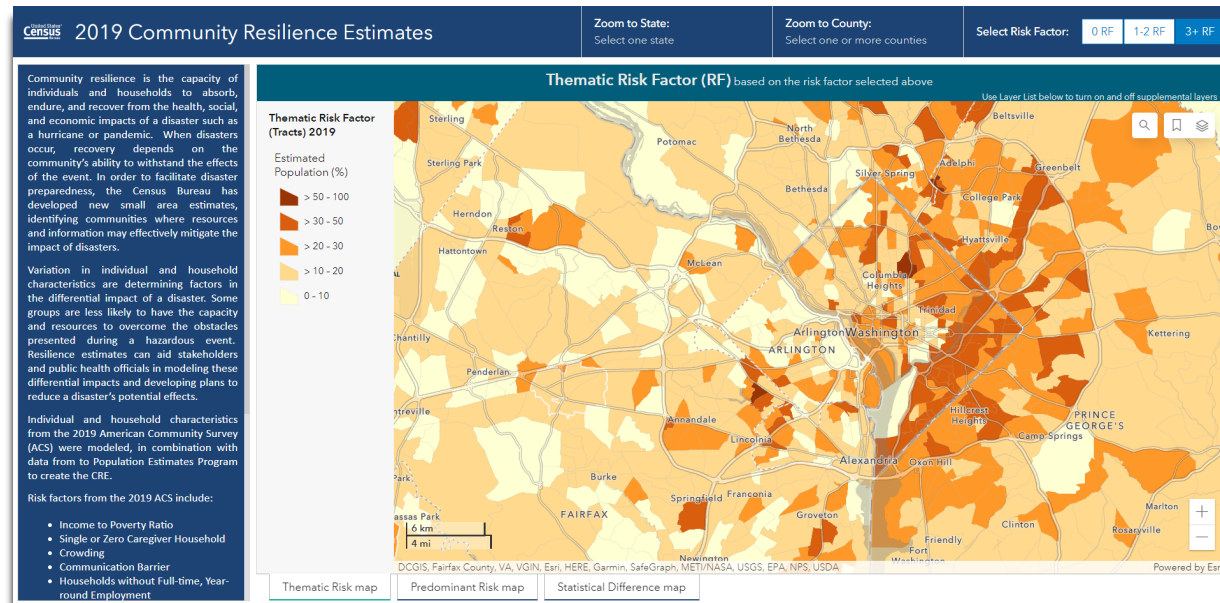 United States®
Census
Bureau
2019 Community Resilience Estimates
Zoom to State:
Select one state
Zoom to County:
Select one or more counties
Select Risk Factor:
0 RF
1-2 RF
3+ RF
Community resilience is the capacity of
individuals and households to absorb,
endure, and recover from the health, social,
and economic impacts of a disaster such as
a hurricane or pandemic. When disasters
occur, recovery depends on the
community's ability to withstand the effects
of the event. In order to facilitate disaster
preparedness, the Census Bureau has
developed new small area estimates,
identifying communities where resources
and information may effectively mitigate the
impact of disasters.
Variation in individual and household
characteristics are determining factors in
the differential impact of a disaster. Some
groups are less likely to have the capacity
and resources to overcome the obstacles
presented during a hazardous event.
Resilience estimates can aid stakeholders
and public health officials in modeling these
differential impacts and developing plans to
reduce a disaster's potential effects.
Individual and household characteristics
from the 2019 American Community Survey
(ACS) were modeled, in combination with
data from to Population Estimates Program
to create the CRE.
Risk factors from the 2019 ACS include:
• Income to Poverty Ratio
• Single or Zero Caregiver Household
• Crowding
• Communication Barrier
• Households without Full-time, Year-
round Employment
Thematic Risk Factor (RF) based on the risk factor selected above
Use Layer List below to turn on and off supplemental layers
Thematic Risk Factor
(Tracts) 2019
Estimated
Population (%)
> 50 - 100
> 30 - 50
> 20 - 30
> 10 - 20
0 - 10
Sterling
Potomac
North
Bethesda
Beltsville
Sterling Park
Silver Spring
Adelphi
Greenbelt
Bethesda
College Park
Herndon
Reston
Hyattsville
Hattontown
McLean
Columbia
Heights
Trinidad
Arlington
Washington
Kettering
Chantilly
ARLINGTON
Penderlan
ntreville
Annandale
Hillcrest
Heights
PRINCE
GEORGE'S
Lincolnia
Camp Springs
Alexandria
Oxon Hill
Park
Burke
Springfield
Franconia
Marlton
assas Park
FAIRFAX
Groveton
Clinton
Rosaryville
6 km
4 mi
Friendly
Fort
Washington
Newington
DCGIS, Fairfax County, VA, VGIN, Esri, HERE, Garmin, SafeGraph, METI/NASA, USGS, EPA, NPS, USDA
Powered by Esr
Thematic Risk map
Predominant Risk map
Statistical Difference map